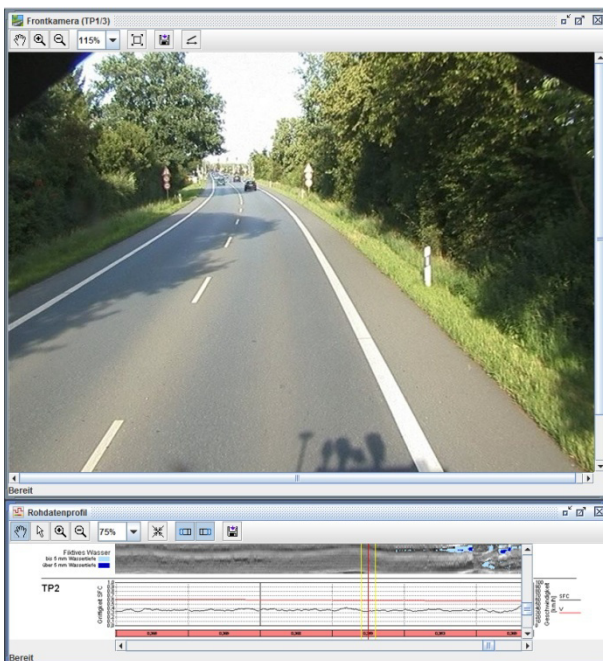 Frontkamera (TP1/3)
115%
Bereit
Rohdatenprofil
75%
Fiktives Wasser
bis 5 mm Wassertiefe
über 5 mm Wassertiefe
TP2
Griffigkeit SFC
Geschwindigkeit
[km/h]
SFC
V
100
Bereit